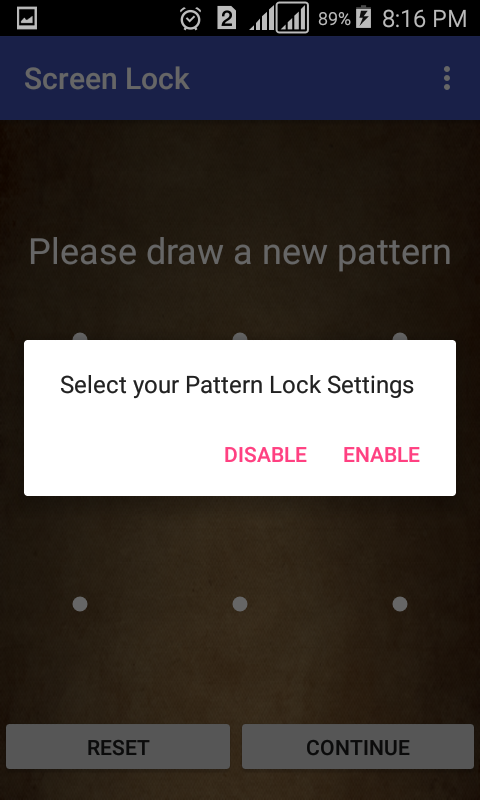 2 89% 8:16 PM
Screen Lock
Please draw a new pattern
Select your Pattern Lock Settings
DISABLE ENABLE
RESET CONTINUE